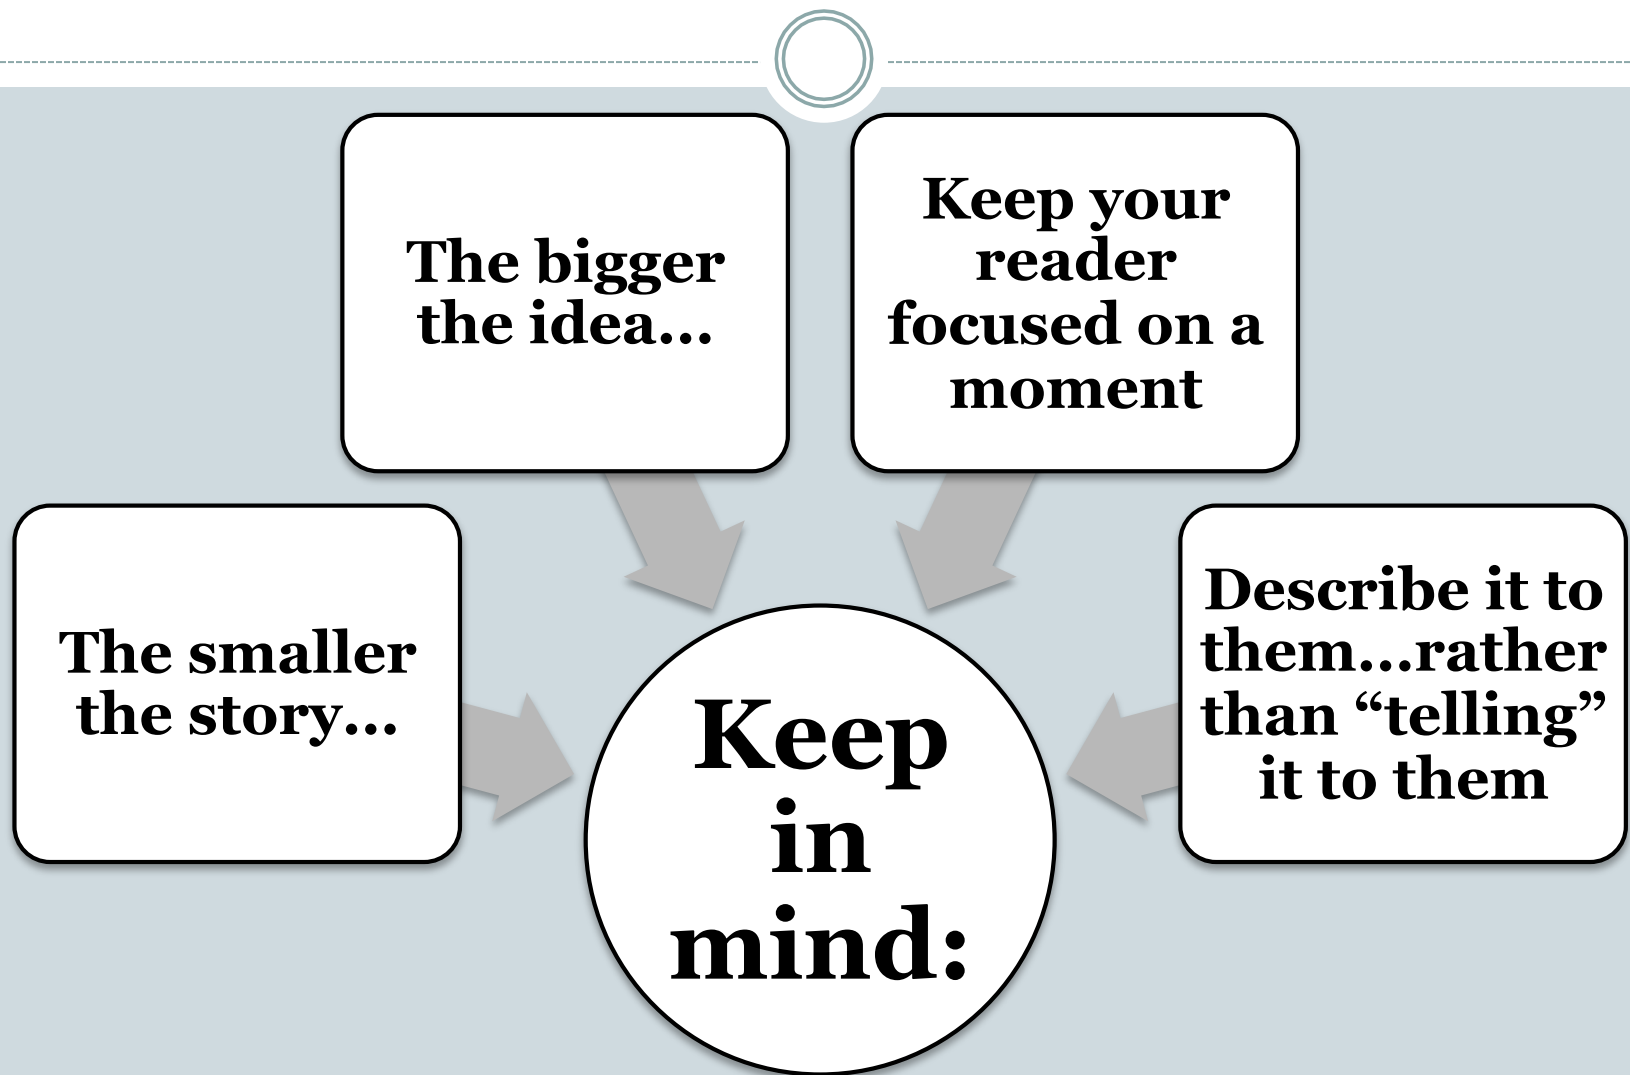 The smaller
the story...
The bigger
the idea...
Keep your
reader
focused on a
moment
Describe it to
them...rather
than “telling”
it to them
Keep
in
mind: